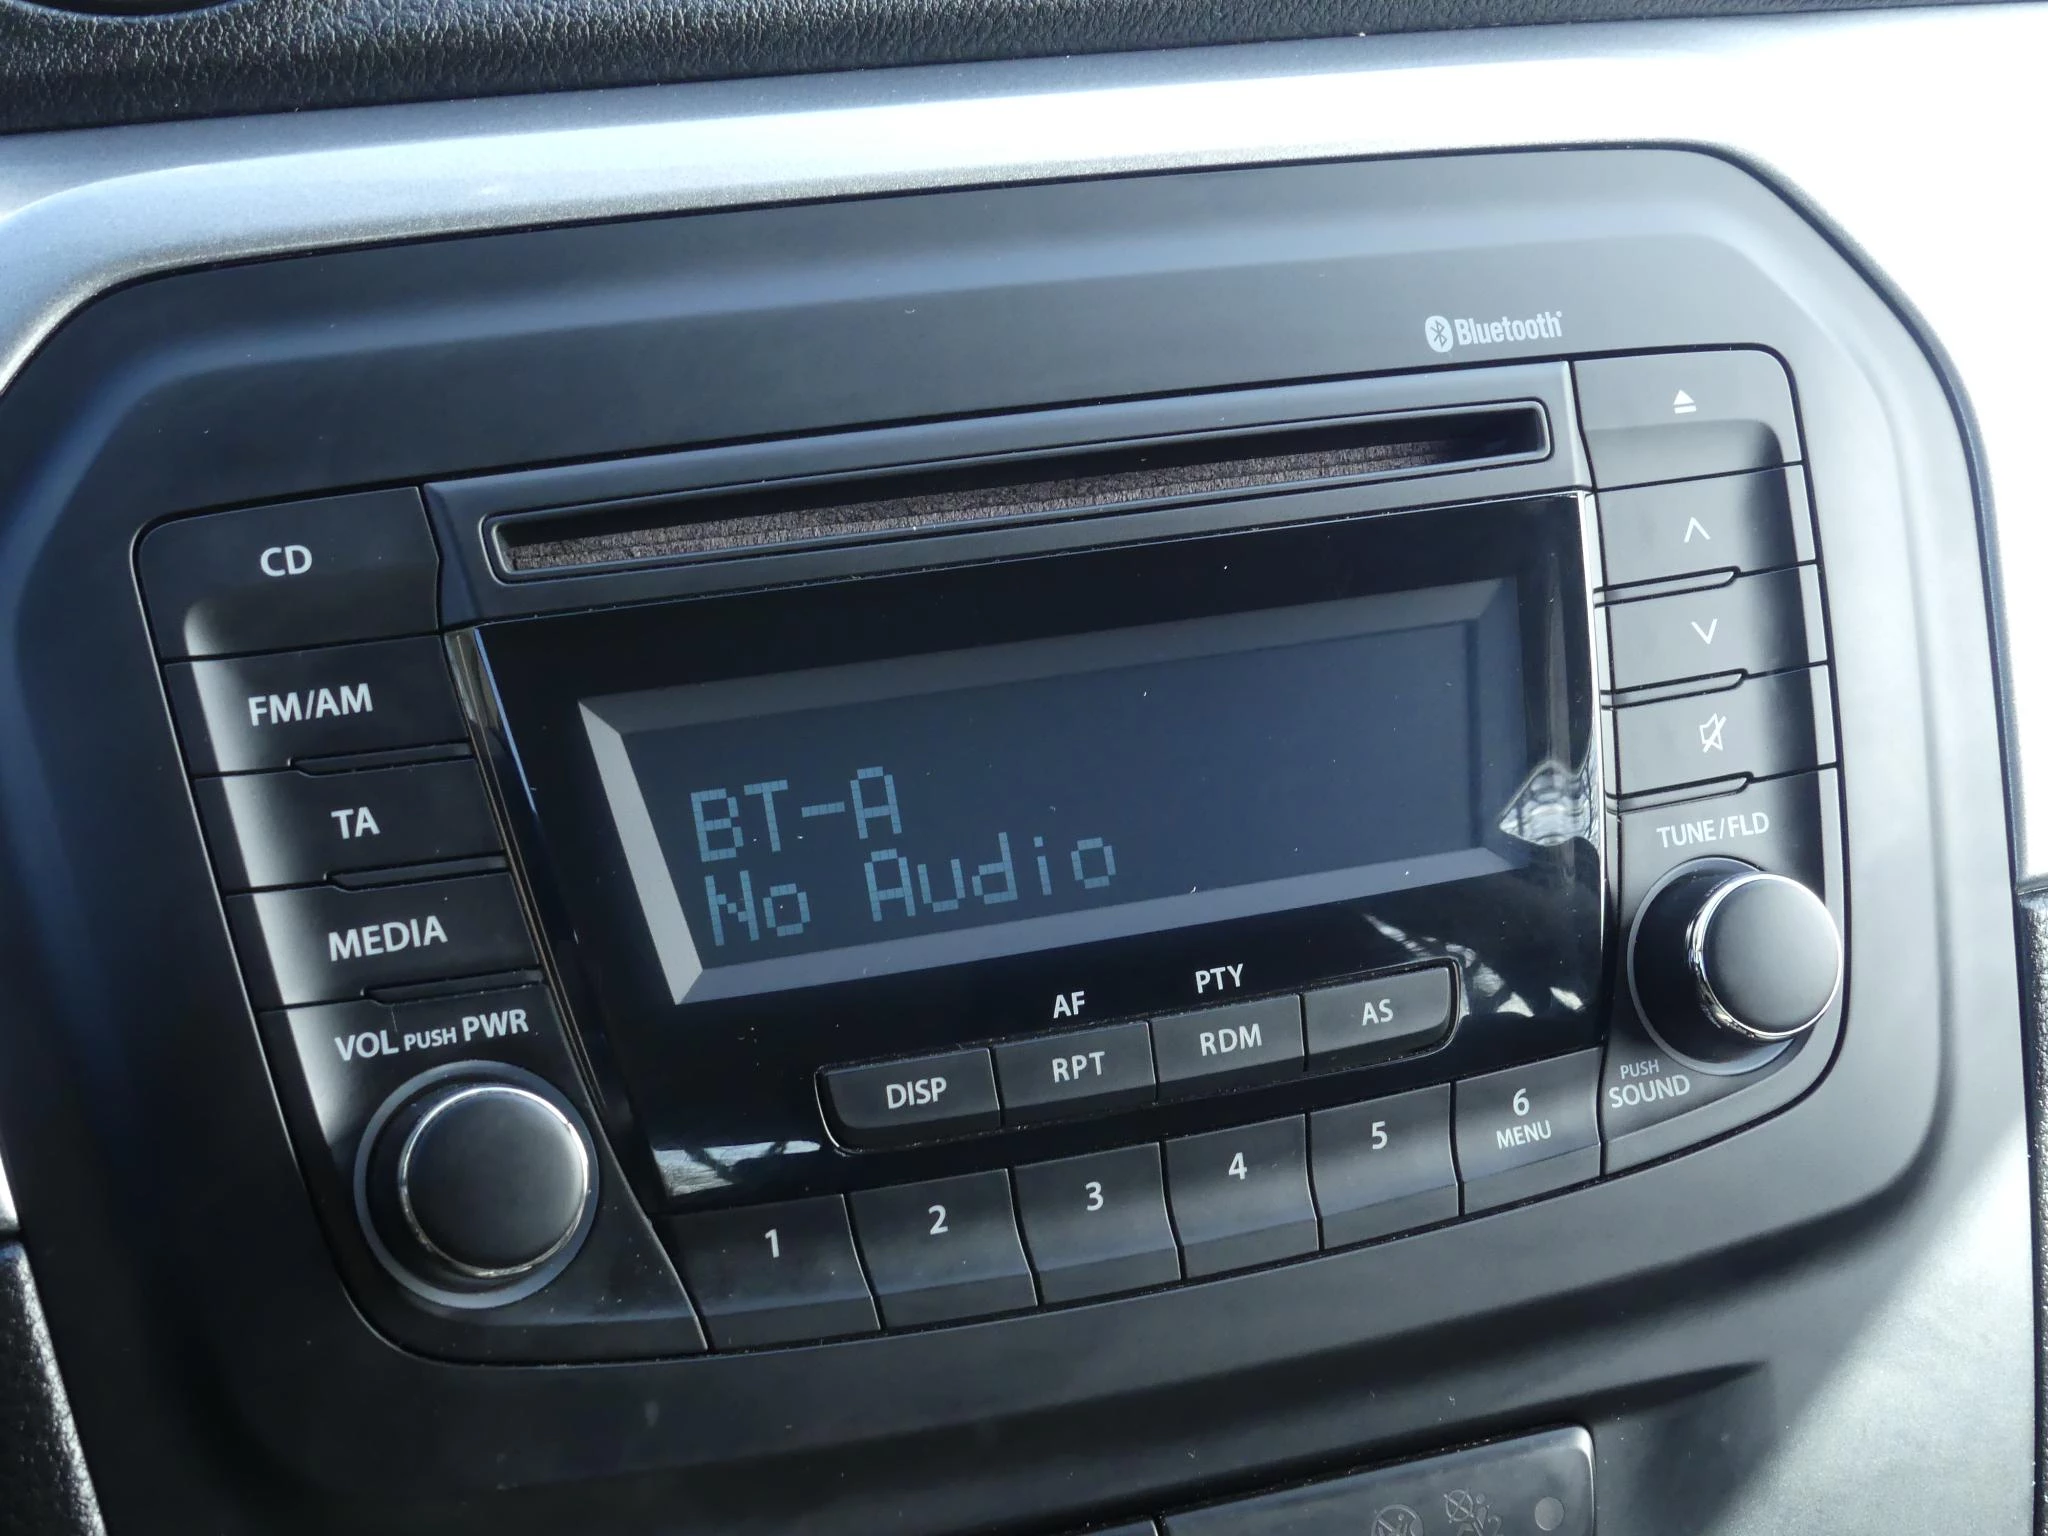 Bluetooth
CD
FM/AM
TA
MEDIA
VOL PUSH PWR
BT-A
No Audio
TUNE/FLD
PUSH
SOUND
AF
PTY
DISP
RPT
RDM
AS
1
2
3
4
5
6
MENU